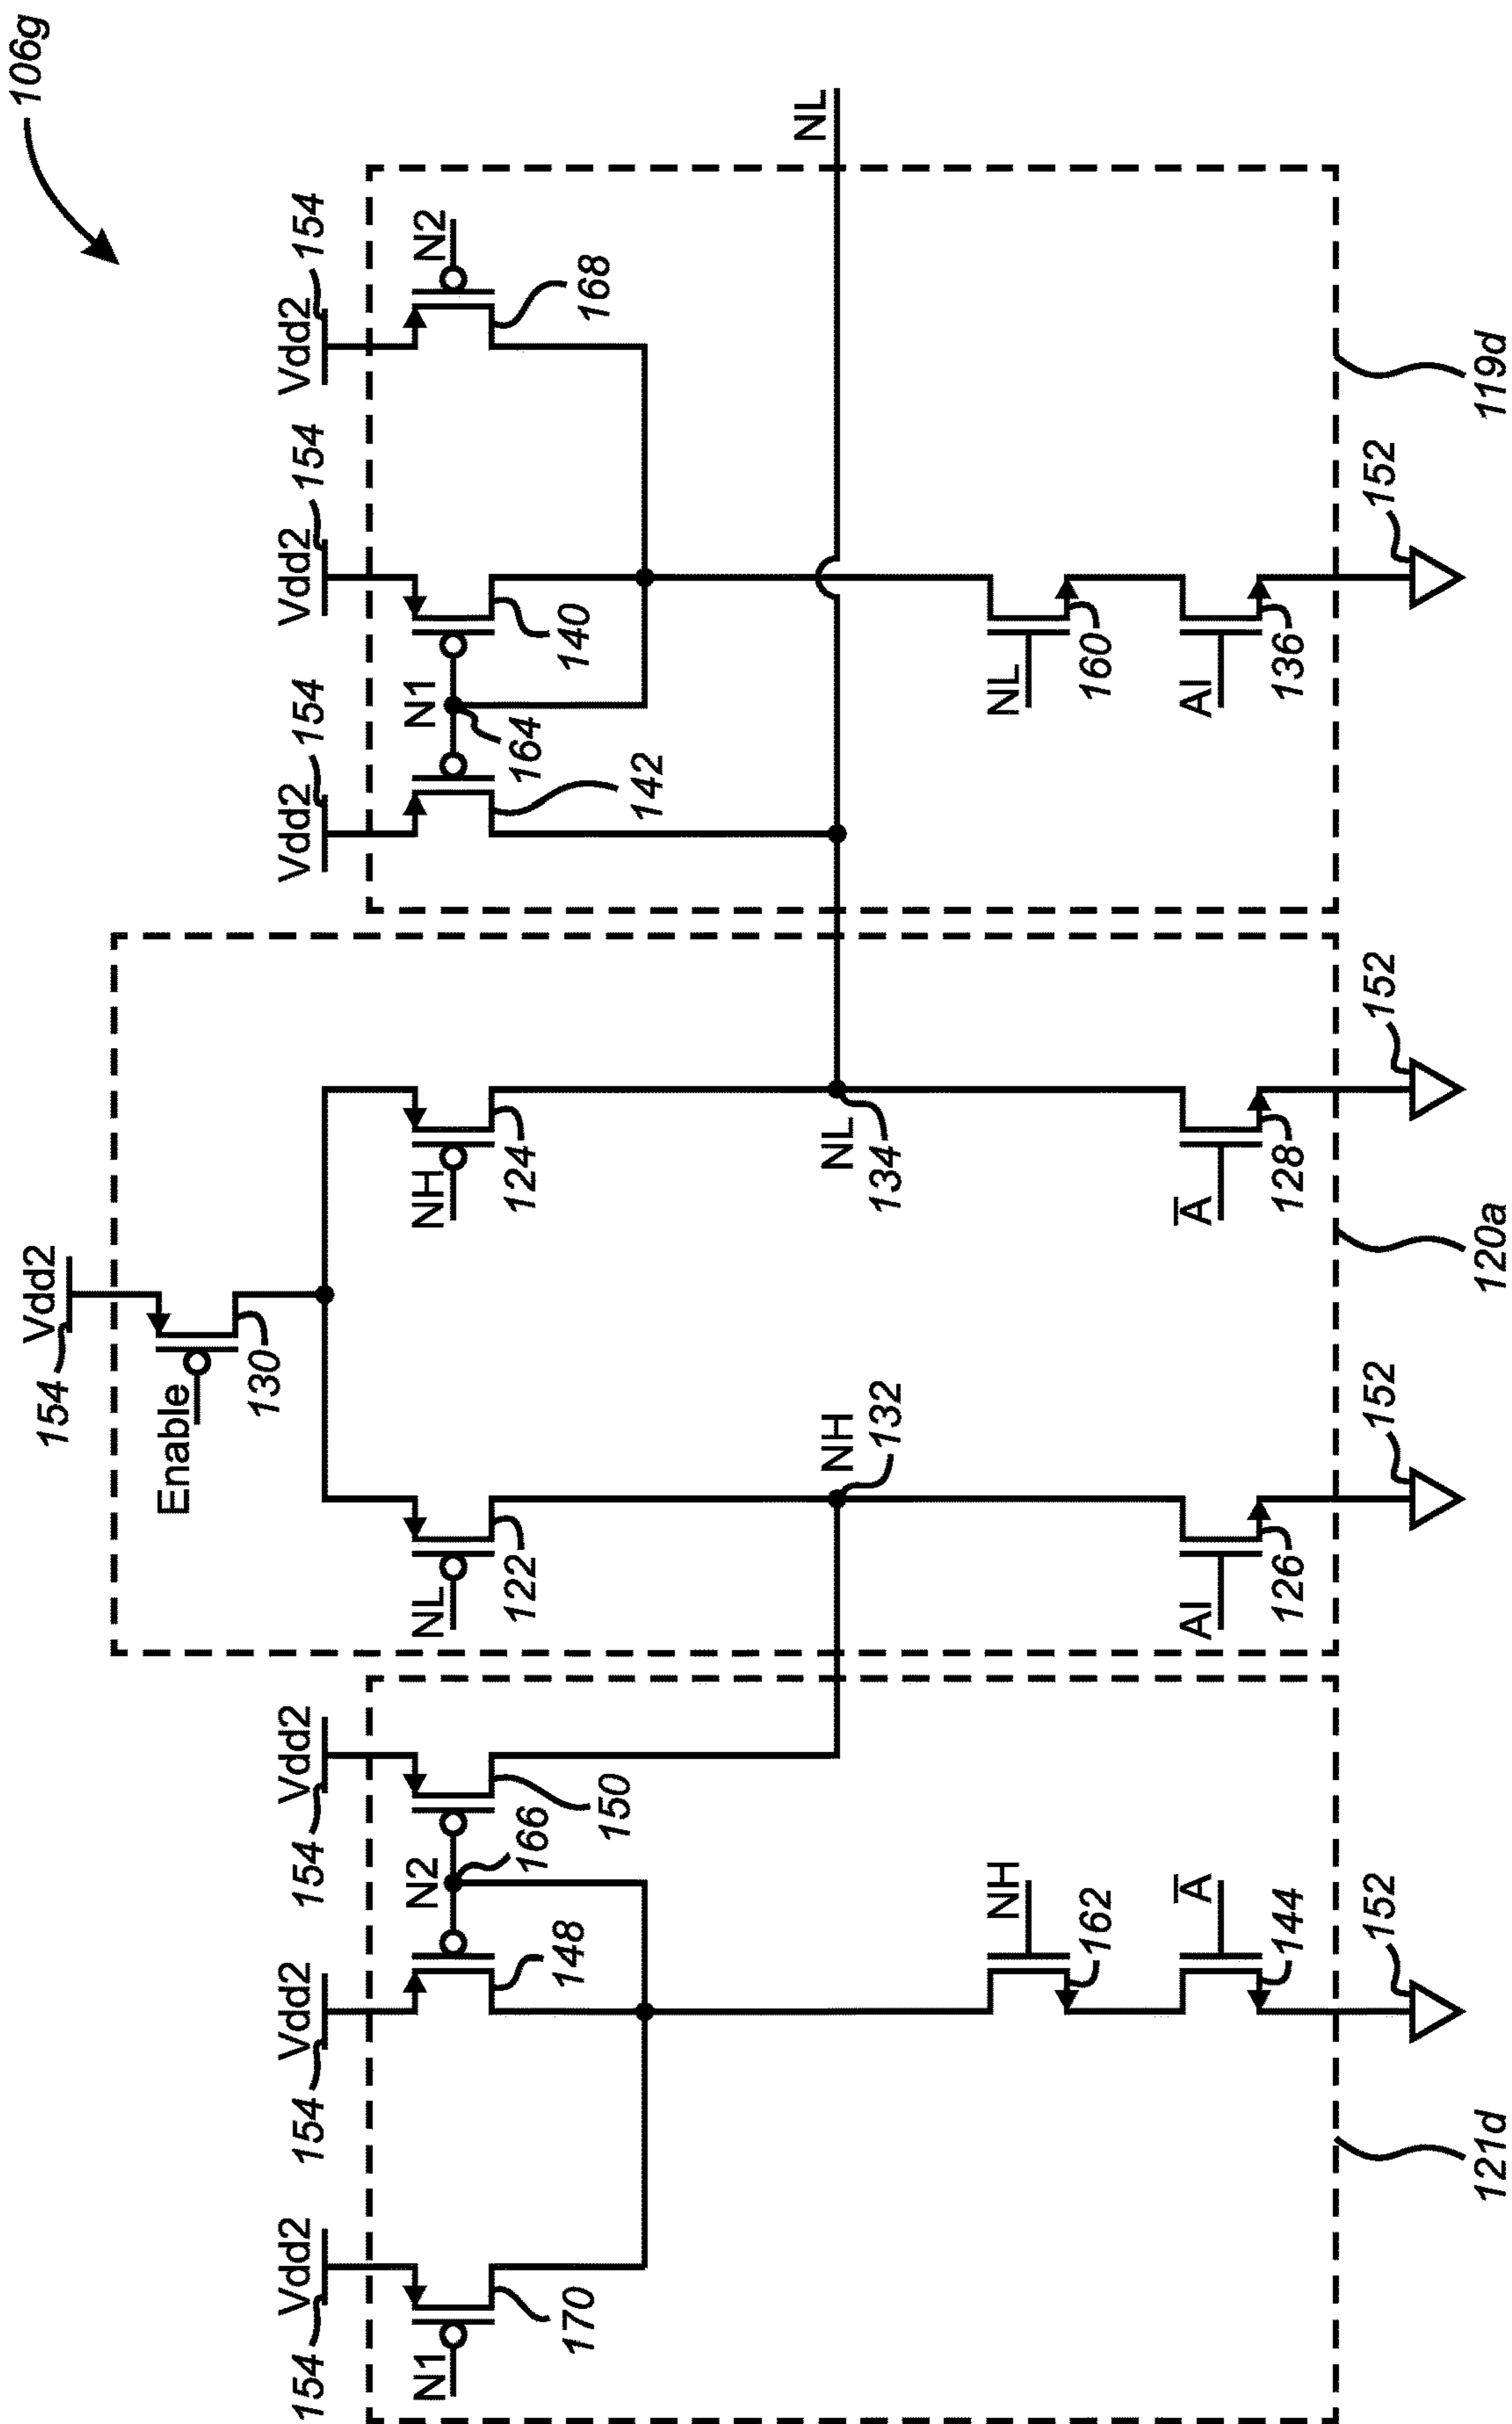 106g
Vdd2
154
Enable
130
Vdd2
Vdd2
Vdd2
Vdd2
Vdd2
Vdd2
154
154
154
154
154
154
N1
N2
NL
NH
N1
N2
170
148
166
150
122
124
142
164
140
168
NH
132
NL
134
NL
NH
162
NL
160
A̅
144
AI
126
A̅
128
AI
136
152
152
152
152
121d
120a
119d